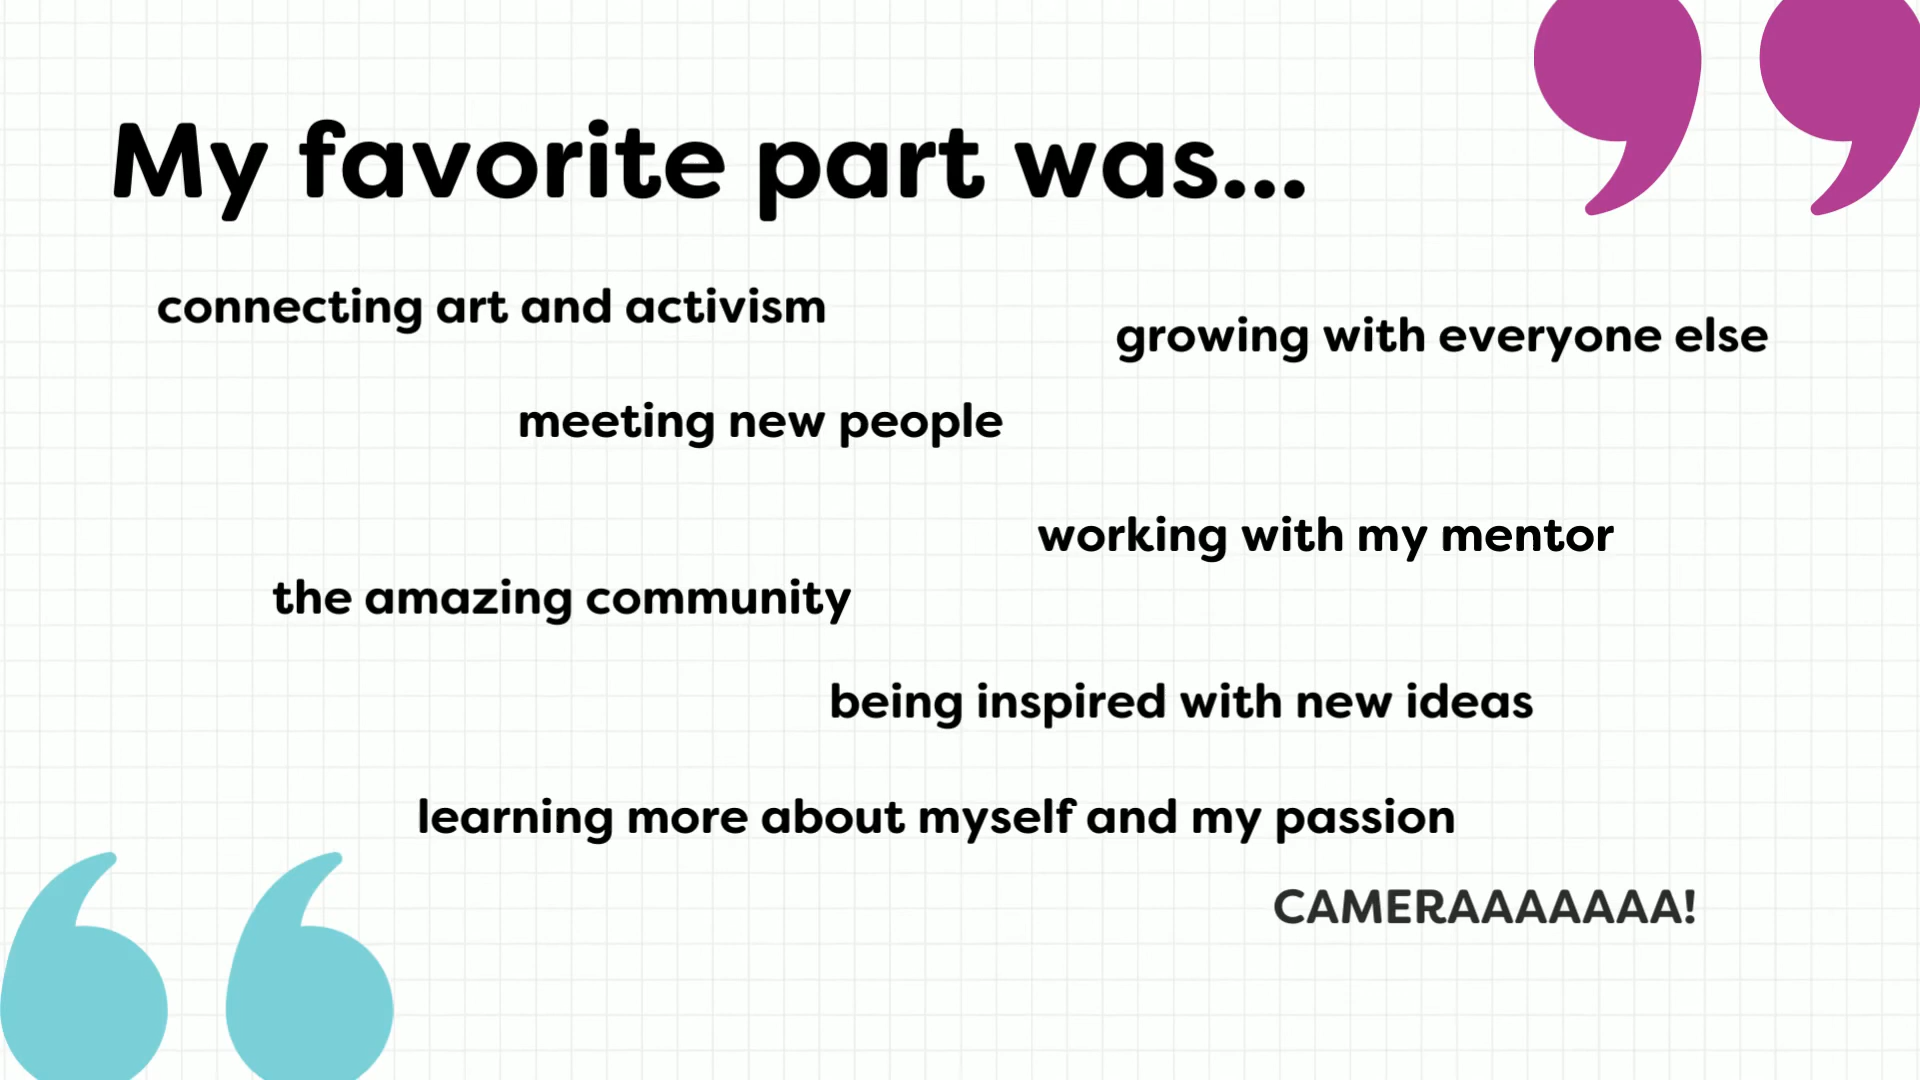 My favorite part was...
connecting art and activism
growing with everyone else
meeting new people
working with my mentor
the amazing community
being inspired with new ideas
learning more about myself and my passion
CAMERAAAAAAA!